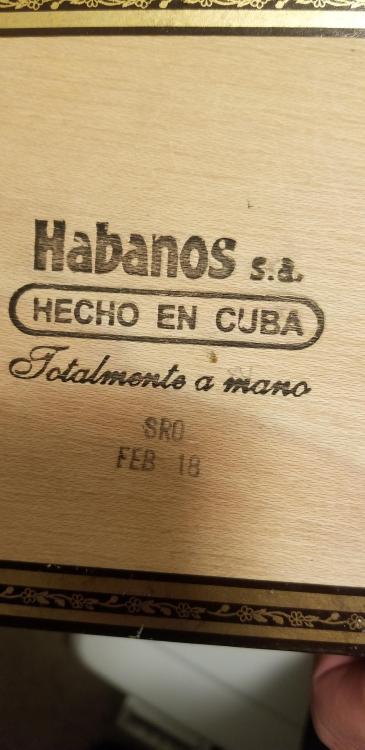 Habanos s.a.
HECHO EN CUBA
Totalmente a mano
SRO
FEB 18